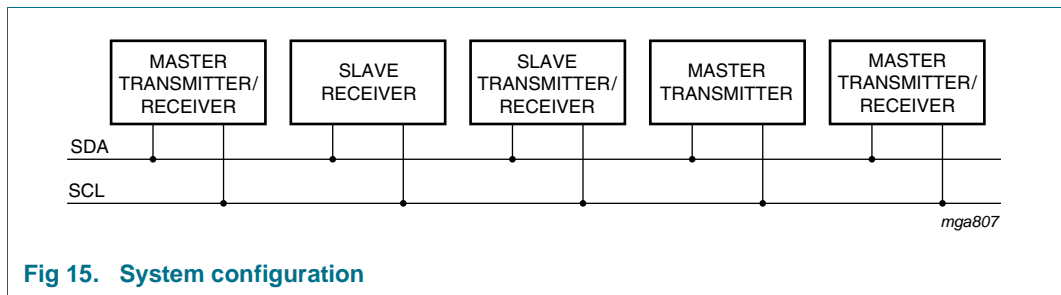 MASTER
TRANSMITTER/
RECEIVER
SLAVE
RECEIVER
SLAVE
TRANSMITTER/
RECEIVER
MASTER
TRANSMITTER
MASTER
TRANSMITTER/
RECEIVER
SDA
SCL
mga807
Fig 15. System configuration